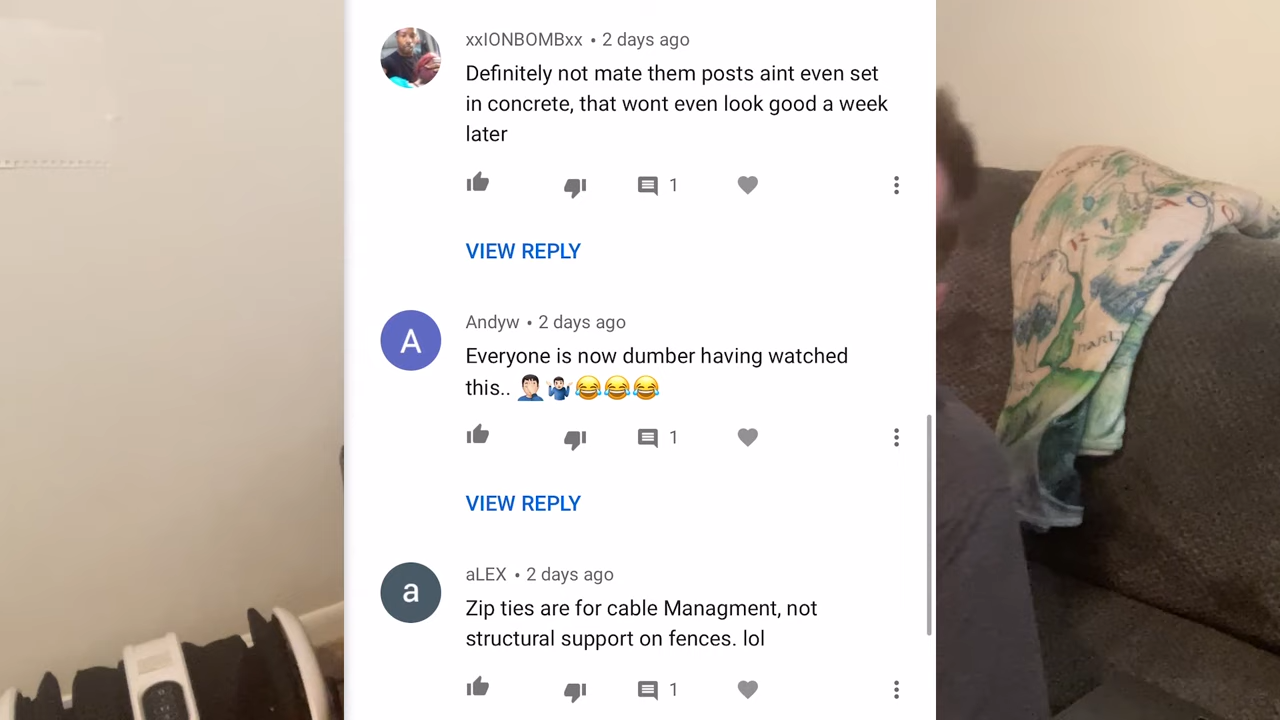 xxIONBOMBxx • 2 days ago
Definitely not mate them posts aint even set
in concrete, that wont even look good a week
later
1
VIEW REPLY
A
Andyw • 2 days ago
Everyone is now dumber having watched
this.. 🤦🏻‍♂️🤷🏻‍♂️😂😂😂
1
VIEW REPLY
a
aLEX • 2 days ago
Zip ties are for cable Managment, not
structural support on fences. lol
1